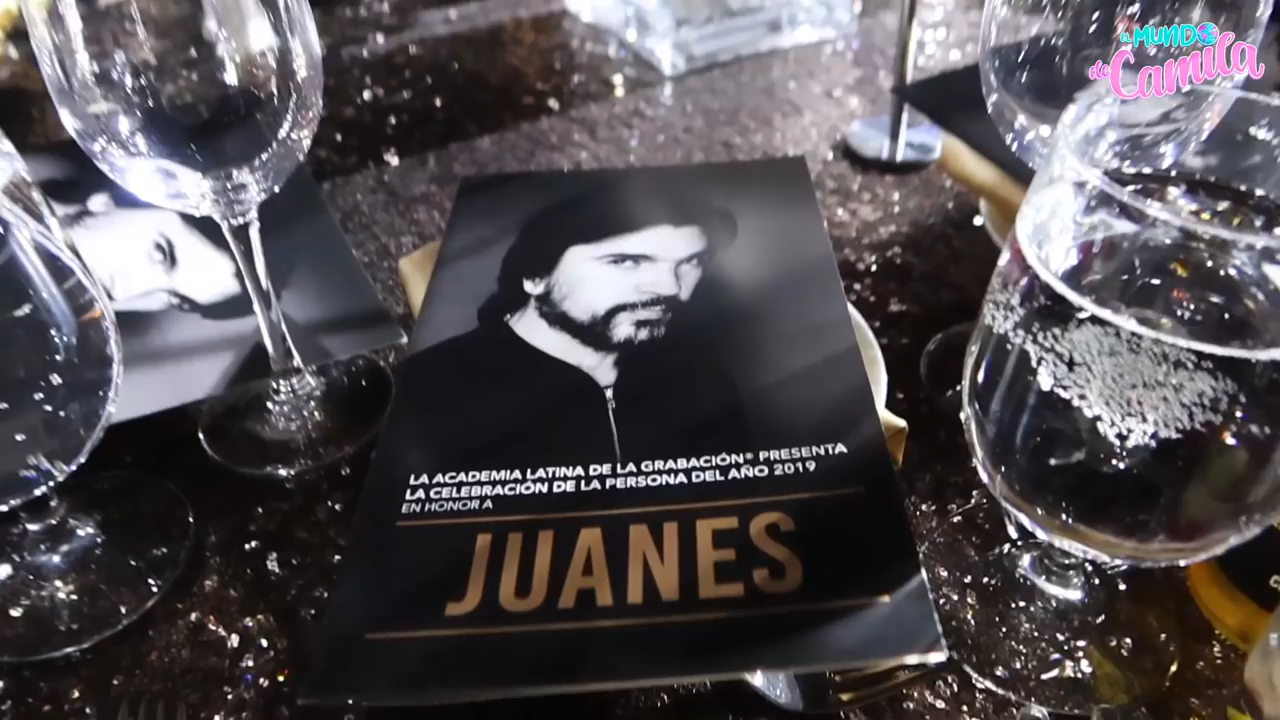 EL MUNDO
de Camila
LA ACADEMIA LATINA DE LA GRABACIÓN® PRESENTA
LA CELEBRACIÓN DE LA PERSONA DEL AÑO 2019
EN HONOR A
JUANES